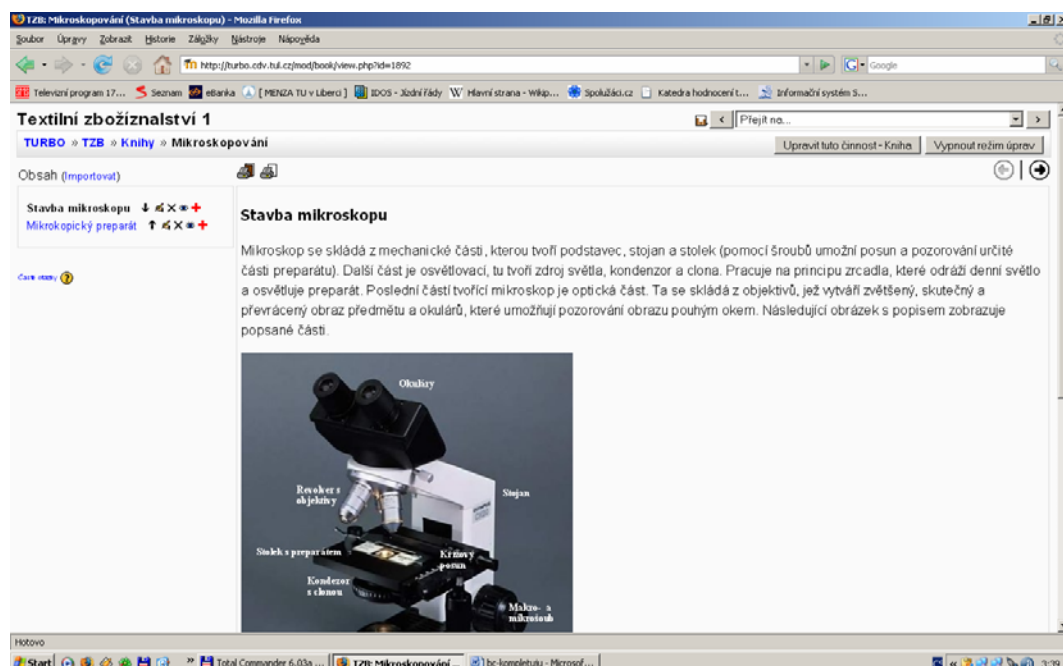 TZB: Mikroskopování (Stavba mikroskopu) - Mozilla Firefox
Soubor Úpravy Zobrazit Historie Záložky Nástroje Nápověda
http://turbo.cdv.tul.cz/mod/book/view.php?id=1892 Google
Televizní program 17... Seznam eBanka [ MENZA TU v Liberci ] IDOS - Jízdní řády Hlavní strana - Wikip... Spolužáci.cz Katedra hodnocení t... Informační systém S...
Textilní zbožíznalství 1 Přejít na...
TURBO » TZB » Knihy » Mikroskopování Upravit tuto činnost - Kniha Vypnout režim úprav
Obsah (Importovat)
Stavba mikroskopu
Mikrokopický preparát
Stavba mikroskopu
Mikroskop se skládá z mechanické části, kterou tvoří podstavec, stojan a stolek (pomocí šroubů umožní posun a pozorování určité
části preparátu). Další část je osvětlovací, tu tvoří zdroj světla, kondenzor a clona. Pracuje na principu zrcadla, které odráží denní světlo
a osvětluje preparát. Poslední částí tvořící mikroskop je optická část. Ta se skládá z objektivů, jež vytváří zvětšený, skutečný a
převrácený obraz předmětu a okulárů, které umožňují pozorování obrazu pouhým okem. Následující obrázek s popisem zobrazuje
popsané části.
Okuláry
Revolver s
objektivy
Stojan
Stolek s preparátem
Křížový
posun
Kondezor
s clonou
Makro- a
mikrošoub
Hotovo
Start Total Commander 6.03a ... TZB: Mikroskopování ... bc-kompletutu - Microsof...